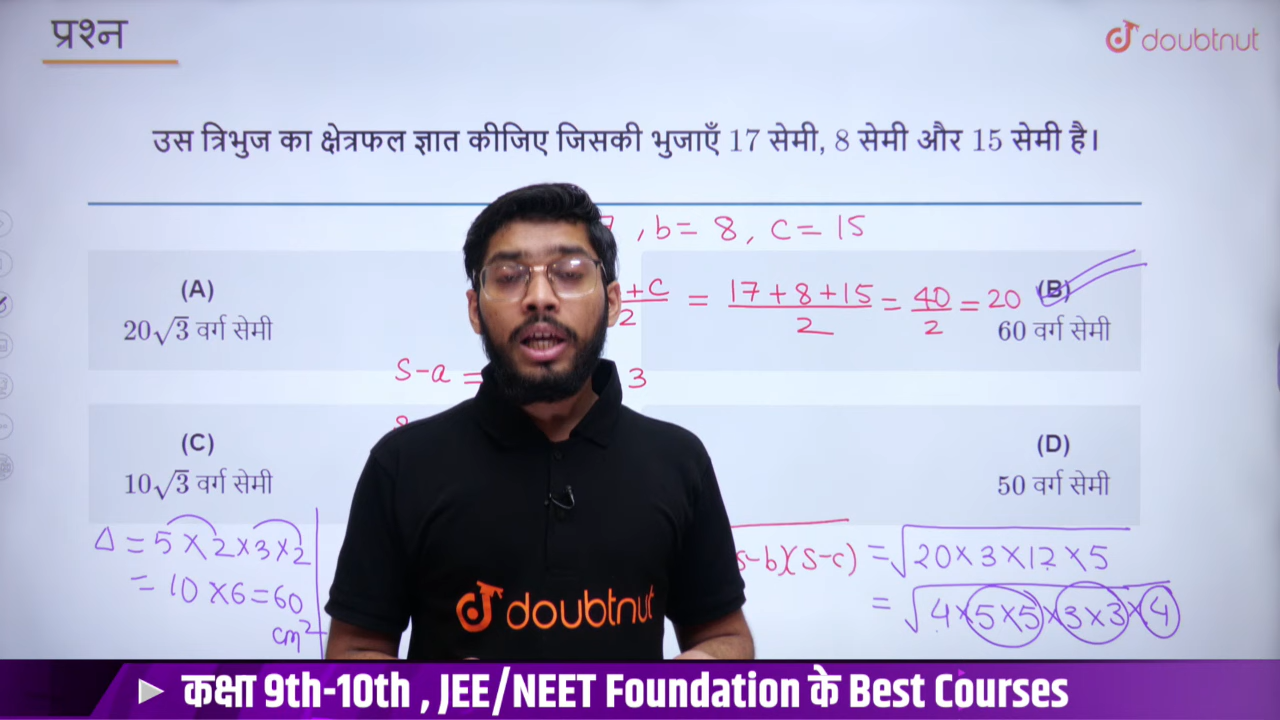 प्रश्न
doubtnut
उस त्रिभुज का क्षेत्रफल ज्ञात कीजिए जिसकी भुजाएँ 17 सेमी, 8 सेमी और 15 सेमी है।
7 , b = 8 , c = 15
(A)
20√3 वर्ग सेमी
+c/2 = 17+8+15/2 = 40/2 = 20
(B)
60 वर्ग सेमी
s-a = 3
(C)
10√3 वर्ग सेमी
(D)
50 वर्ग सेमी
Δ = 5×2×3×2
= 10×6=60
cm²
s-b)(s-c) = √20×3×12×5
= √4×5×5×3×3×4
doubtnut
कक्षा 9th-10th , JEE/NEET Foundation के Best Courses